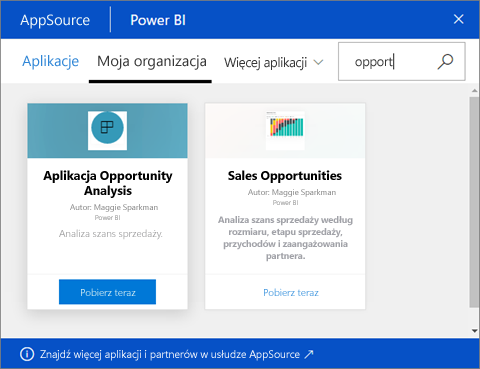 AppSource Power BI
Aplikacje Moja organizacja Więcej aplikacji opport
Aplikacja Opportunity
Analysis
Autor: Maggie Sparkman
Power BI
Analiza szans sprzedaży.
Pobierz teraz
Sales Opportunities
Autor: Maggie Sparkman
Power BI
Analiza szans sprzedaży według
rozmiaru, etapu sprzedaży,
przychodów i zaangażowania
partnera.
Pobierz teraz
Znajdź więcej aplikacji i partnerów w usłudze AppSource